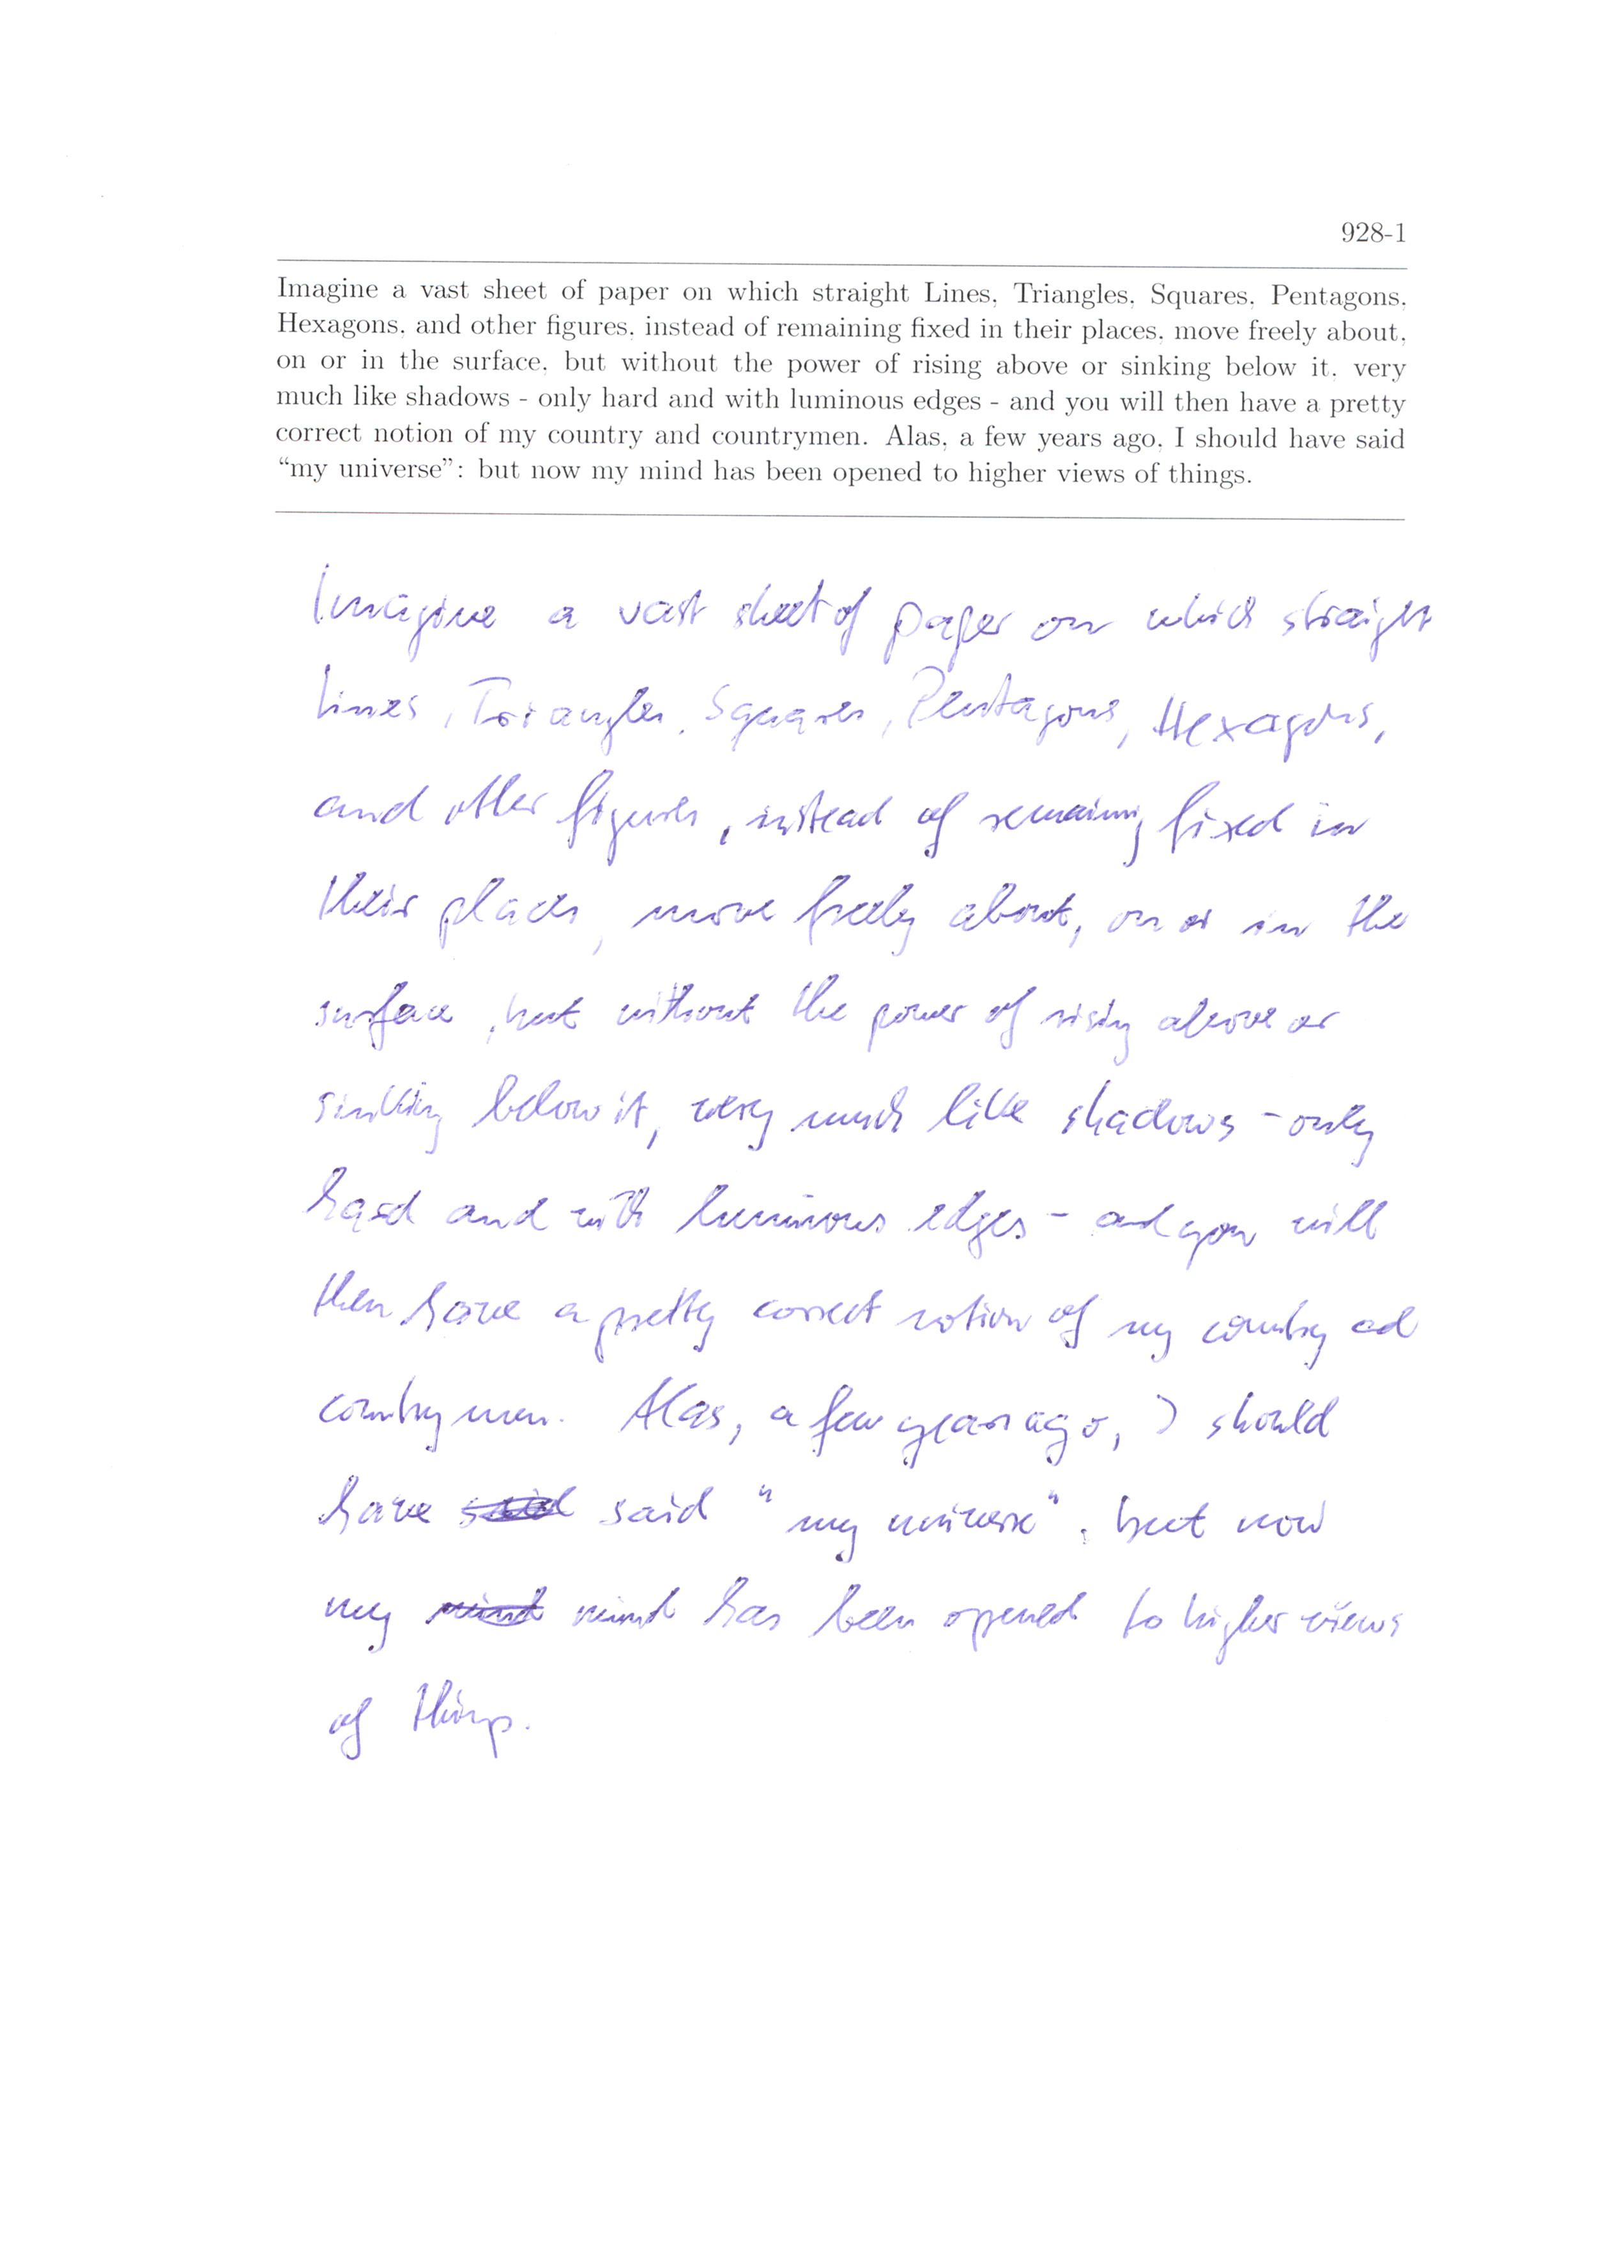 928-1
Imagine a vast sheet of paper on which straight Lines, Triangles, Squares, Pentagons,
Hexagons, and other figures, instead of remaining fixed in their places, move freely about,
on or in the surface, but without the power of rising above or sinking below it, very
much like shadows - only hard and with luminous edges - and you will then have a pretty
correct notion of my country and countrymen. Alas, a few years ago, I should have said
“my universe”: but now my mind has been opened to higher views of things.
Imagine a vast sheet of paper on which straight
Lines, Triangles, Squares, Pentagons, Hexagons,
and other figures, instead of remaining fixed in
their places, move freely about, on or in the
surface, but without the power of rising above or
sinking below it, very much like shadows - only
hard and with luminous edges - and you will
then have a pretty correct notion of my country ad
countrymen. Alas, a few years ago, I should
have said said "my universe": but now
my mind mind has been opened to higher views
of things.